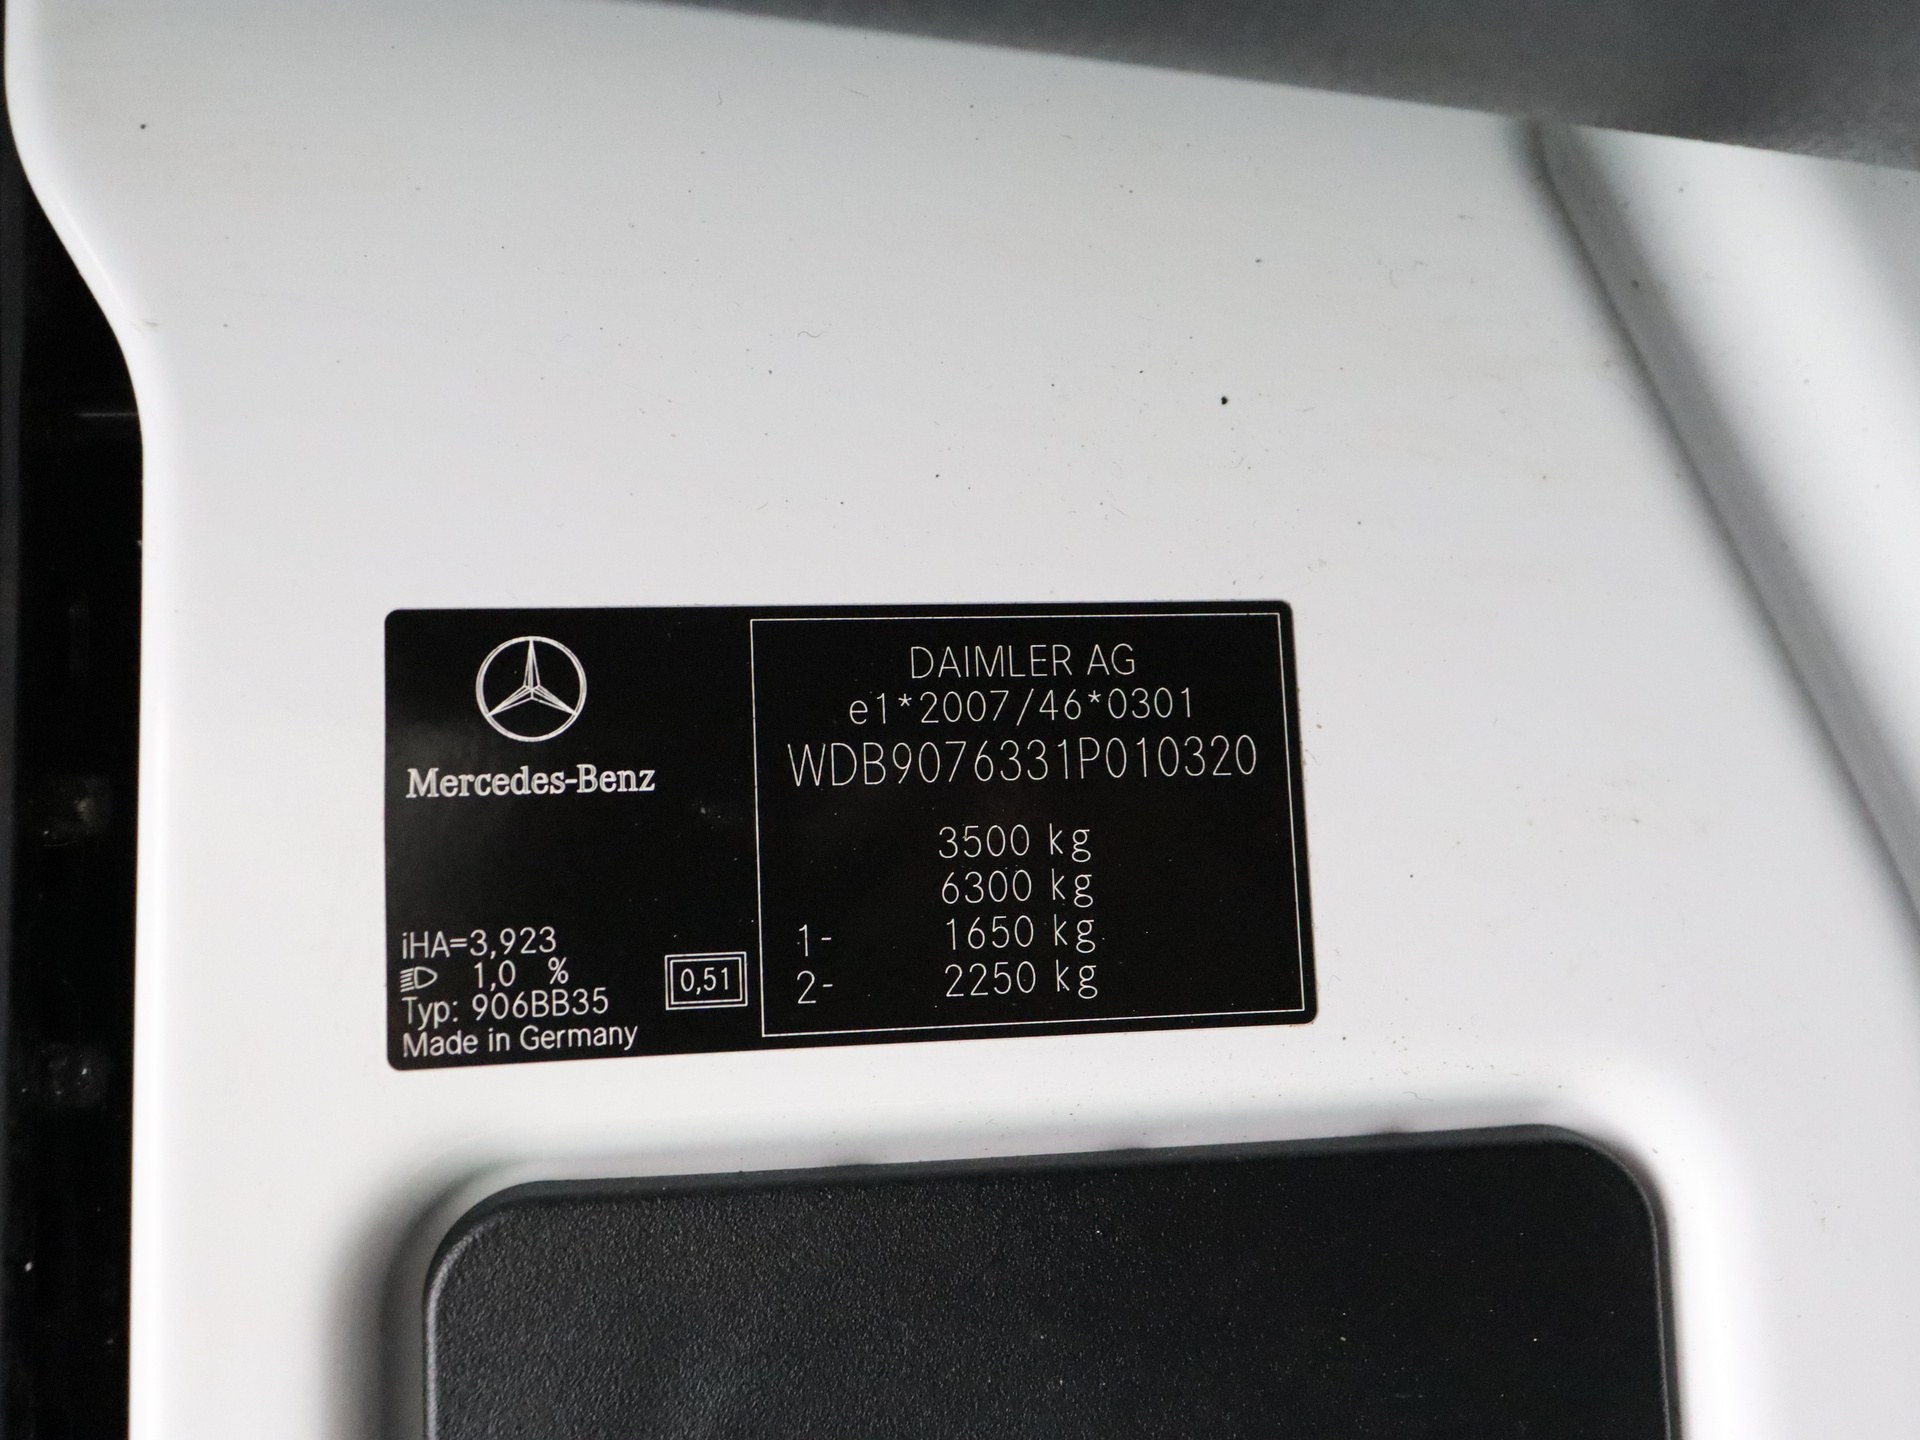 Mercedes-Benz
iHA=3,923
1,0 %
Typ: 906BB35
Made in Germany
0,51
DAIMLER AG
e1*2007/46*0301
WDB9076331P010320
3500 kg
6300 kg
1- 1650 kg
2- 2250 kg